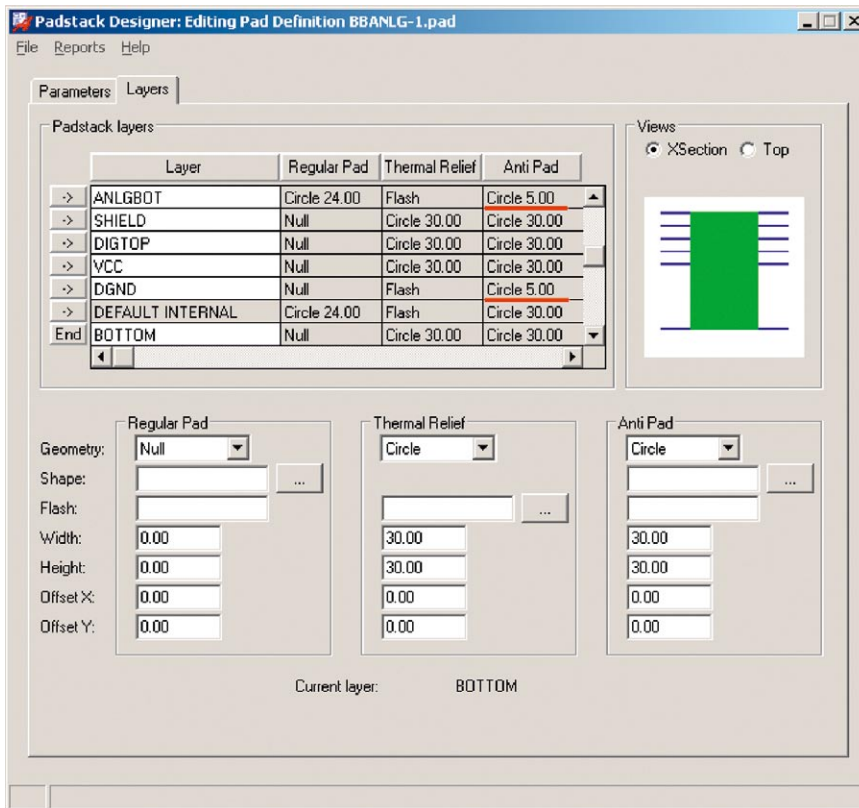 Padstack Designer: Editing Pad Definition BBANLG-1.pad
File Reports Help
Parameters Layers
Padstack layers
Layer Regular Pad Thermal Relief Anti Pad
-> ANLGBOT Circle 24.00 Flash Circle 5.00
-> SHIELD Null Circle 30.00 Circle 30.00
-> DIGTOP Null Circle 30.00 Circle 30.00
-> VCC Null Circle 30.00 Circle 30.00
-> DGND Null Circle 30.00 Circle 5.00
-> DEFAULT INTERNAL Circle 24.00 Flash Circle 30.00
End BOTTOM Null Circle 30.00 Circle 30.00
Views
XSection Top
Regular Pad Thermal Relief Anti Pad
Geometry: Null Circle Circle
Shape: ... ...
Flash: ...
Width: 0.00 30.00 30.00
Height: 0.00 30.00 30.00
Offset X: 0.00 0.00 0.00
Offset Y: 0.00 0.00 0.00
Current layer: BOTTOM